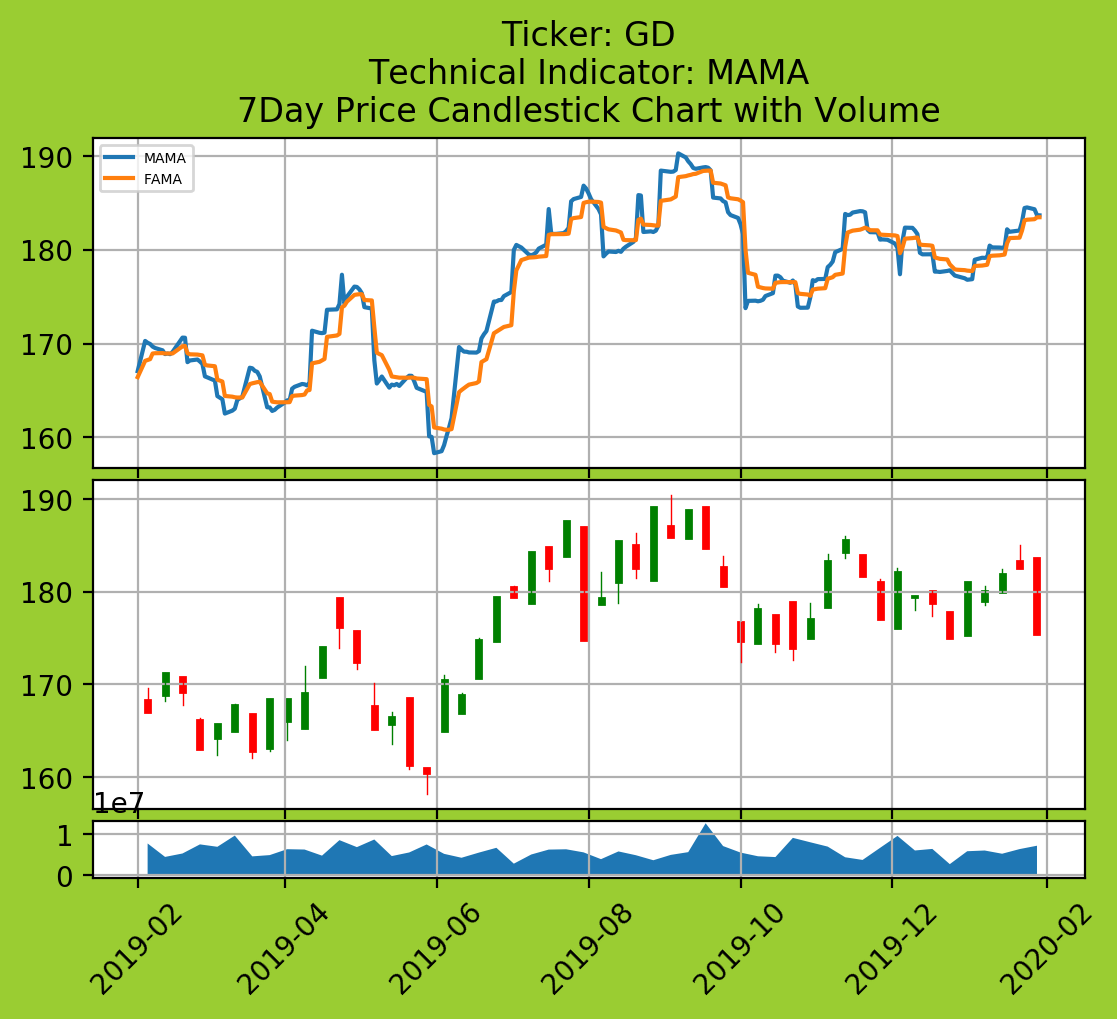 Ticker: GD
Technical Indicator: MAMA
7Day Price Candlestick Chart with Volume
190
180
170
160
MAMA
FAMA
190
180
170
160
1e7
1
0
2019-02
2019-04
2019-06
2019-08
2019-10
2019-12
2020-02